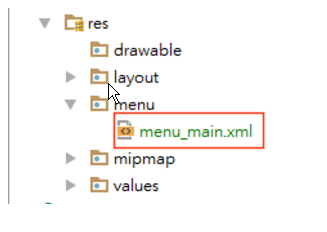 res
drawable
layout
menu
menu_main.xml
mipmap
values